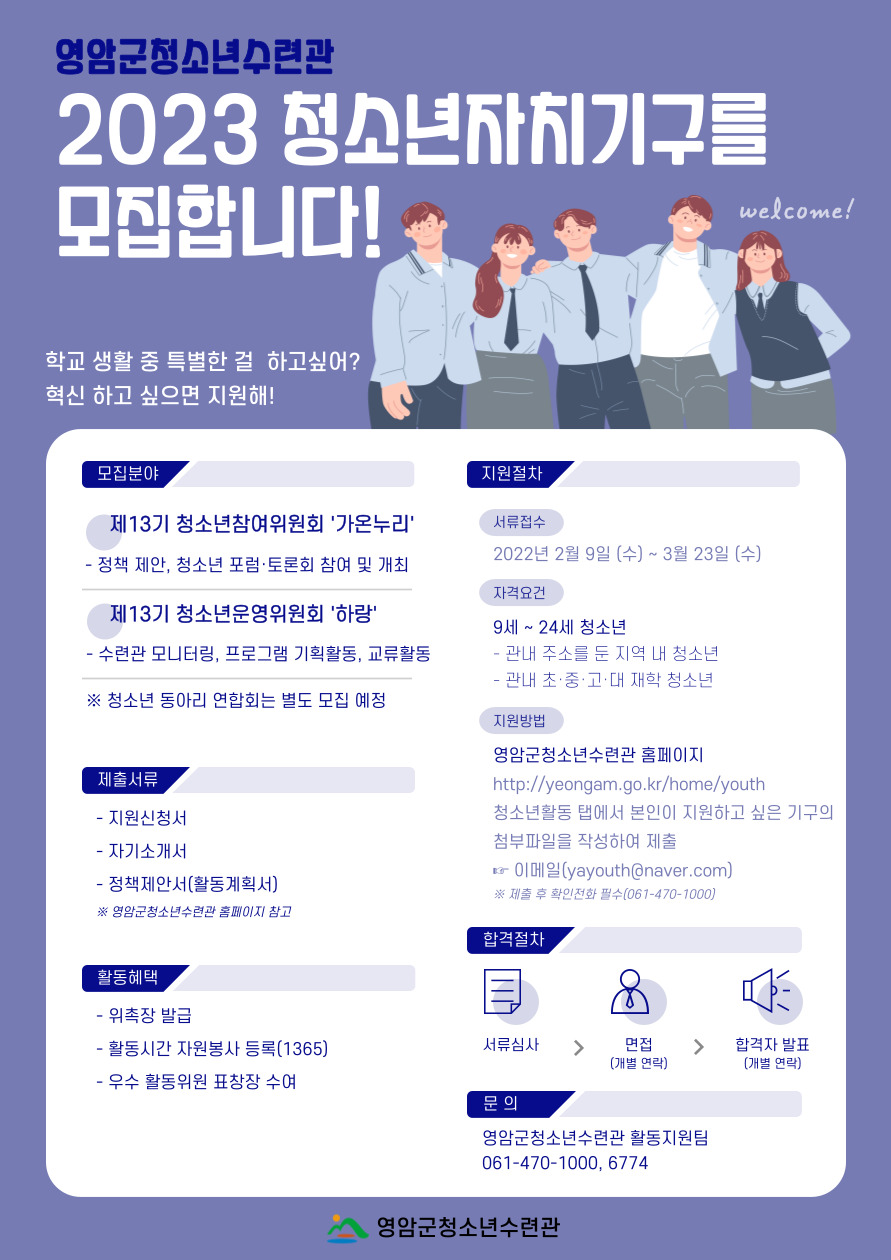 영암군청소년수련관
2023 청소년자치기구를
모집합니다!
welcome!
학교 생활 중 특별한 걸 하고싶어?
혁신 하고 싶으면 지원해!
모집분야
제13기 청소년참여위원회 '가온누리'
- 정책 제안, 청소년 포럼·토론회 참여 및 개최
제13기 청소년운영위원회 '하랑'
- 수련관 모니터링, 프로그램 기획활동, 교류활동
※ 청소년 동아리 연합회는 별도 모집 예정
제출서류
- 지원신청서
- 자기소개서
- 정책제안서(활동계획서)
※ 영암군청소년수련관 홈페이지 참고
활동혜택
- 위촉장 발급
- 활동시간 자원봉사 등록(1365)
- 우수 활동위원 표창장 수여
지원절차
서류접수
2022년 2월 9일 (수) ~ 3월 23일 (수)
자격요건
9세 ~ 24세 청소년
- 관내 주소를 둔 지역 내 청소년
- 관내 초·중·고·대 재학 청소년
지원방법
영암군청소년수련관 홈페이지
http://yeongam.go.kr/home/youth
청소년활동 탭에서 본인이 지원하고 싶은 기구의
첨부파일을 작성하여 제출
☞ 이메일(yayouth@naver.com)
※ 제출 후 확인전화 필수(061-470-1000)
합격절차
서류심사 > 면접 > 합격자 발표
(개별 연락) (개별 연락)
문 의
영암군청소년수련관 활동지원팀
061-470-1000, 6774
영암군청소년수련관